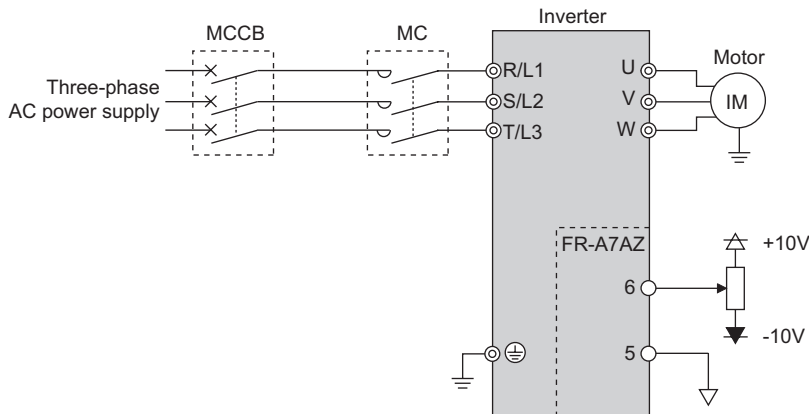 Inverter
MCCB
MC
Motor
Three-phase
AC power supply
R/L1
S/L2
T/L3
U
V
W
IM
FR-A7AZ
+10V
6
-10V
5